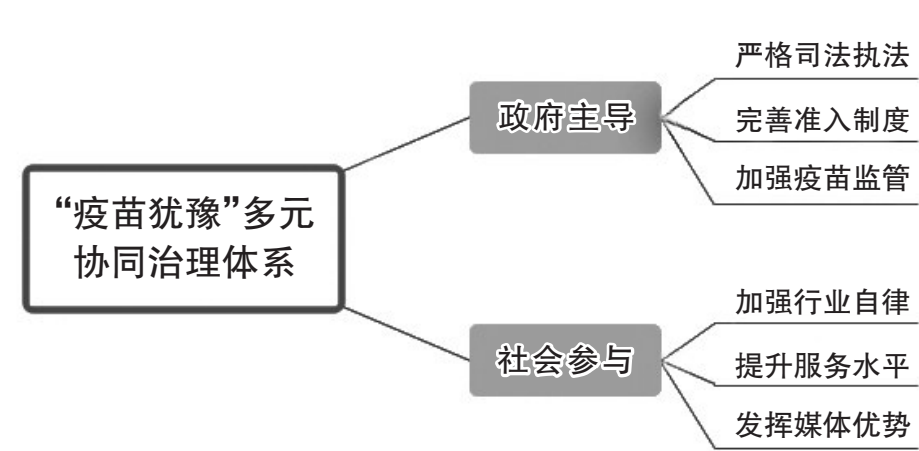 “疫苗犹豫”多元
协同治理体系
政府主导
严格司法执法
完善准入制度
加强疫苗监管
社会参与
加强行业自律
提升服务水平
发挥媒体优势